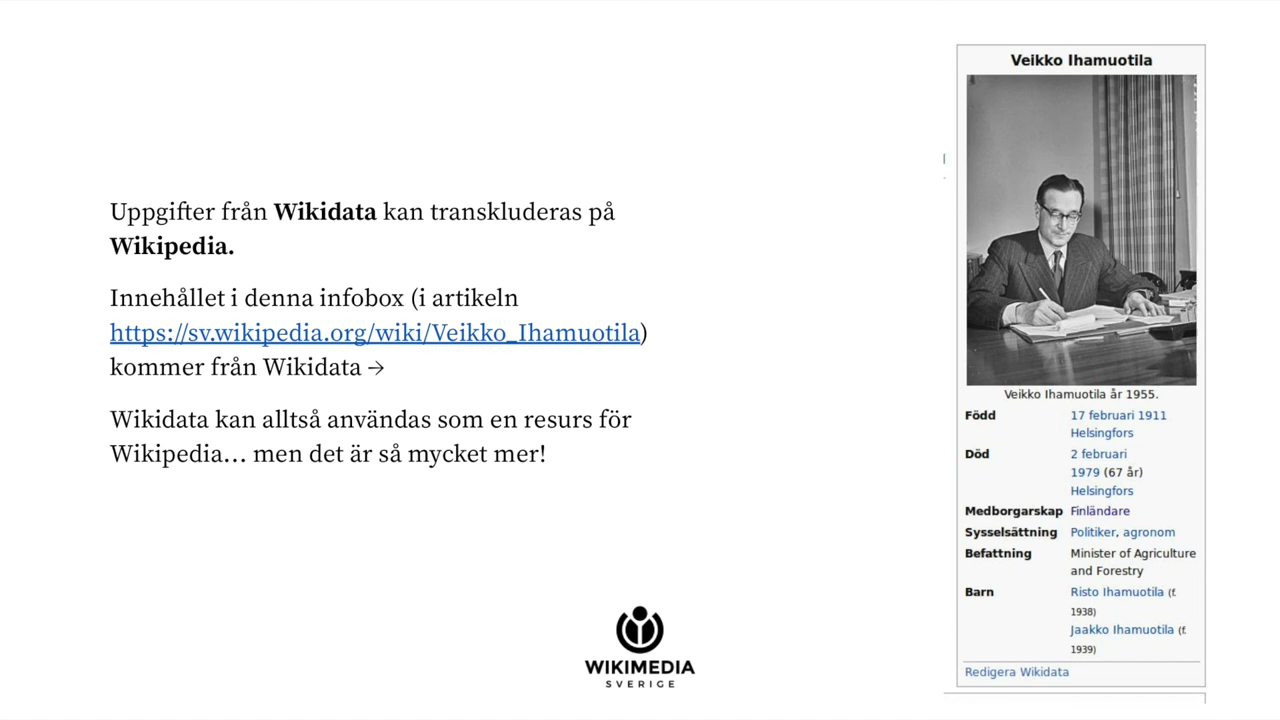 Uppgifter från Wikidata kan transkluderas på
Wikipedia.
Innehållet i denna infobox (i artikeln
https://sv.wikipedia.org/wiki/Veikko_Ihamuotila)
kommer från Wikidata →
Wikidata kan alltså användas som en resurs för
Wikipedia… men det är så mycket mer!
WIKIMEDIA
SVERIGE
Veikko Ihamuotila
Veikko Ihamuotila år 1955.
Född 17 februari 1911
Helsingfors
Död 2 februari
1979 (67 år)
Helsingfors
Medborgarskap Finländare
Sysselsättning Politiker, agronom
Befattning Minister of Agriculture
and Forestry
Barn Risto Ihamuotila (f.
1938)
Jaakko Ihamuotila (f.
1939)
Redigera Wikidata